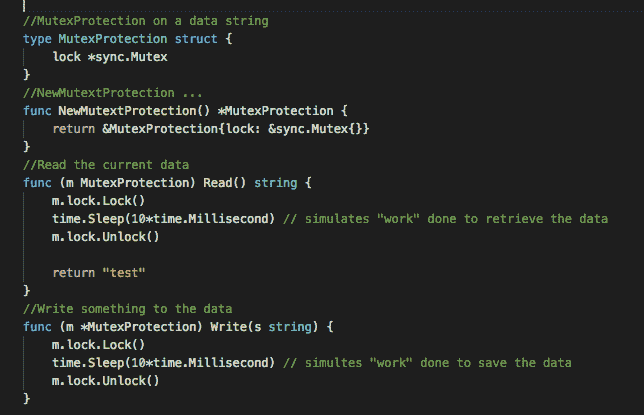 //MutexProtection on a data string
type MutexProtection struct {
    lock *sync.Mutex
}
//NewMutextProtection ...
func NewMutextProtection() *MutexProtection {
    return &MutexProtection{lock: &sync.Mutex{}}
}
//Read the current data
func (m MutexProtection) Read() string {
    m.lock.Lock()
    time.Sleep(10*time.Millisecond) // simulates "work" done to retrieve the data
    m.lock.Unlock()

    return "test"
}
//Write something to the data
func (m *MutexProtection) Write(s string) {
    m.lock.Lock()
    time.Sleep(10*time.Millisecond) // simultes "work" done to save the data
    m.lock.Unlock()
}